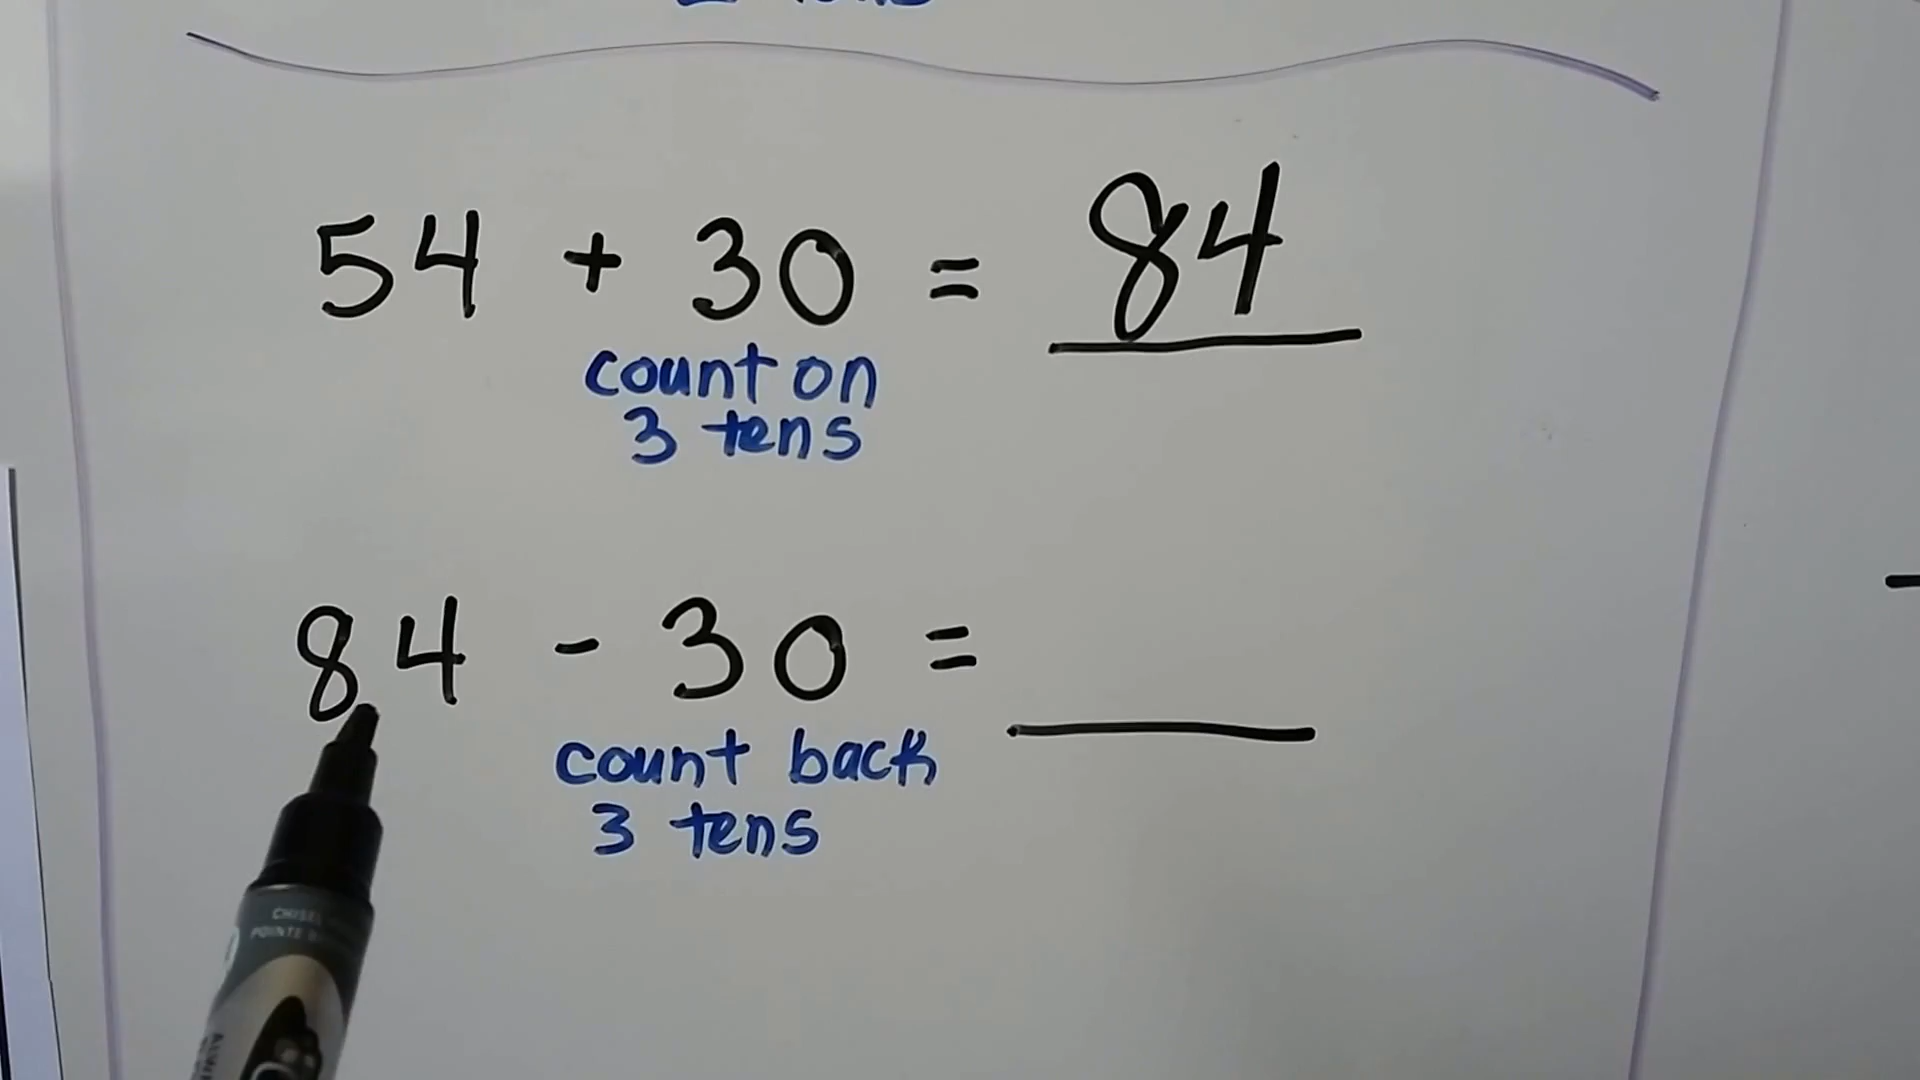 54 + 30 = 84
count on
3 tens
84 - 30 =
count back
3 tens